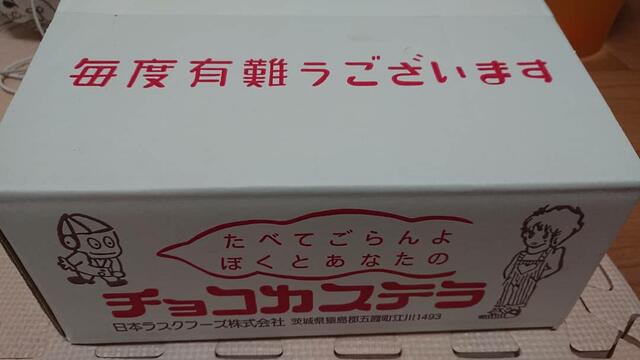 毎度有難うございます
たべてごらんよ
ぼくとあなたの
チョコカステラ
日本ラスクフーズ株式会社 茨城県猿島郡五霞町江川1493